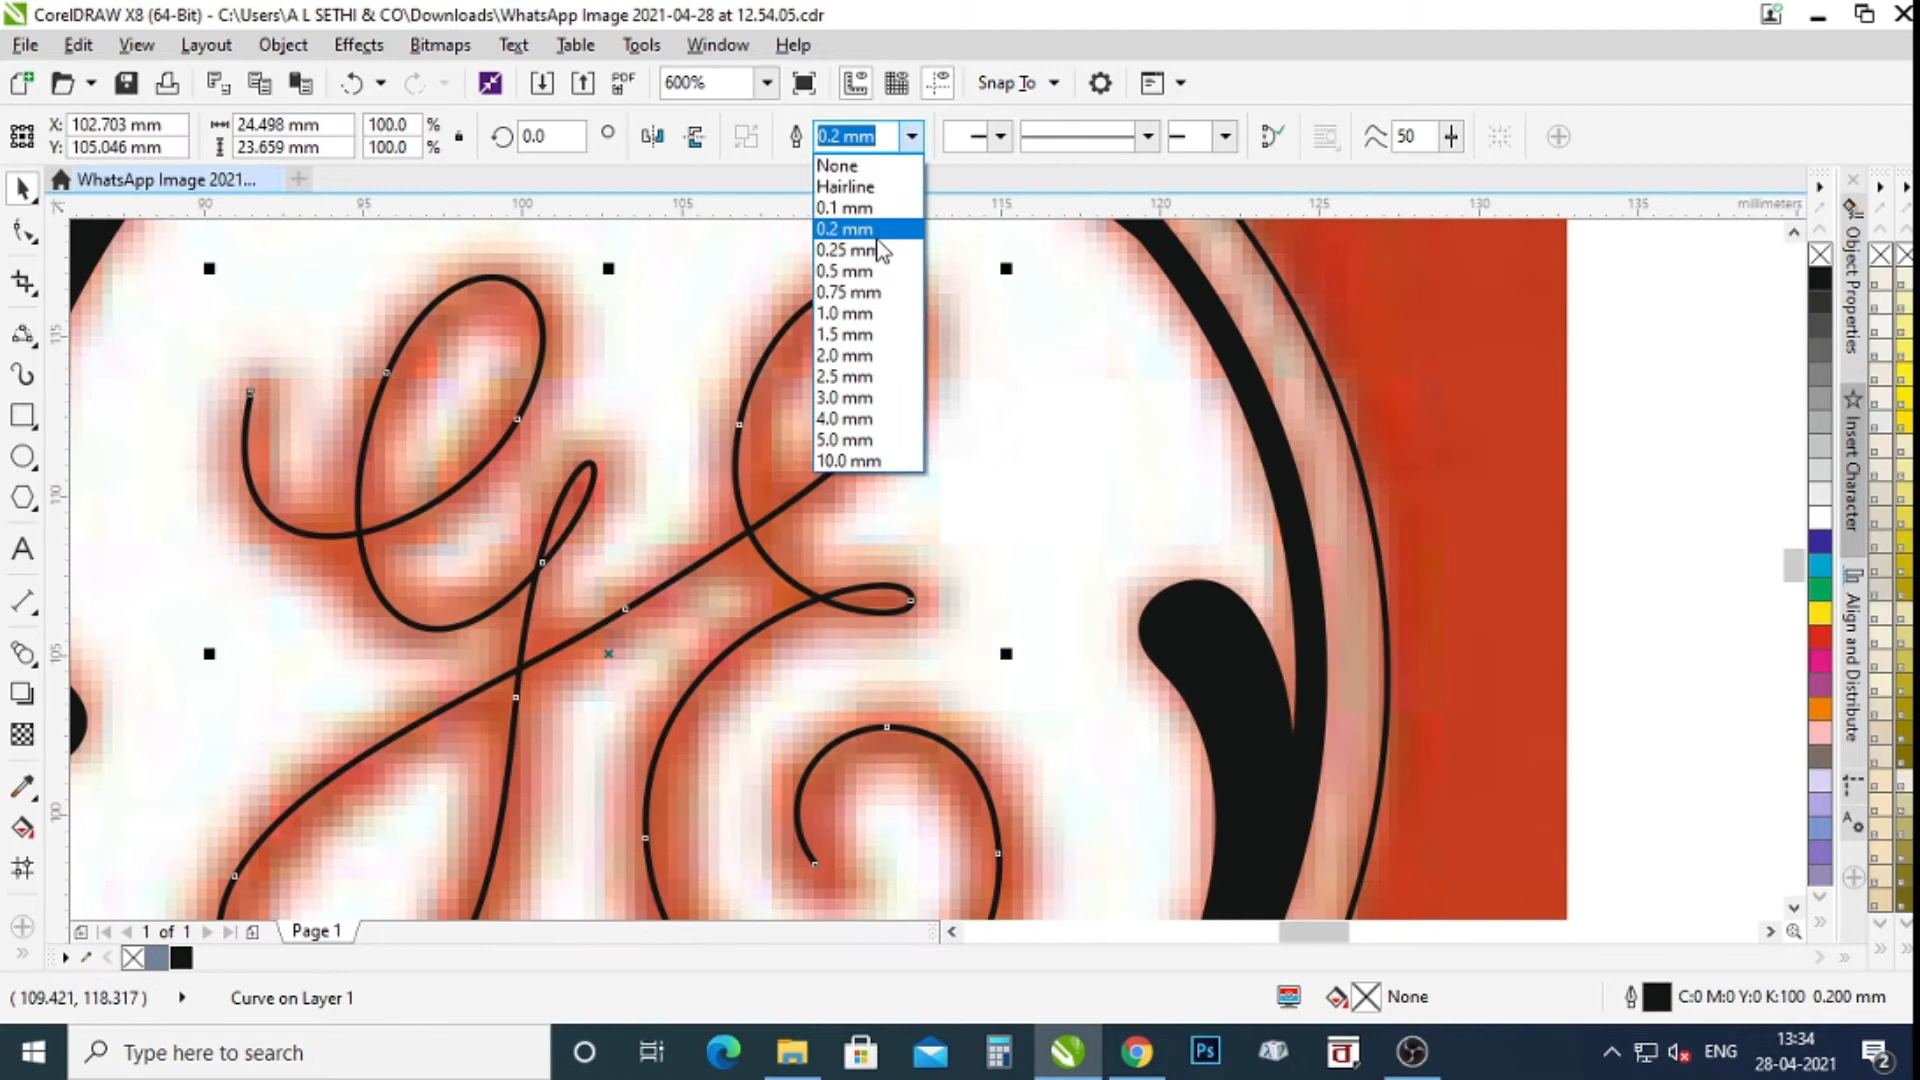 CorelDRAW X8 (64-Bit) - C:\Users\A L SETHI & CO\Downloads\WhatsApp Image 2021-04-28 at 12.54.05.cdr
File Edit View Layout Object Effects Bitmaps Text Table Tools Window Help
PDF 600% Snap To
X: 102.703 mm 24.498 mm 100.0 % 0.0 ° 0.2 mm 50
Y: 105.046 mm 23.659 mm 100.0 %
WhatsApp Image 2021...
90 95 100 105 115 120 125 135 millimeters
None
Hairline
0.1 mm
0.2 mm
0.25 mm
0.5 mm
0.75 mm
1.0 mm
1.5 mm
2.0 mm
2.5 mm
3.0 mm
4.0 mm
5.0 mm
10.0 mm
115
110
105
100
Object Properties
Insert Character
Align and Distribute
1 of 1 Page 1
( 109.421, 118.317 ) Curve on Layer 1 None C:0 M:0 Y:0 K:100 0.200 mm
Type here to search Ps ENG 13:34
28-04-2021 2